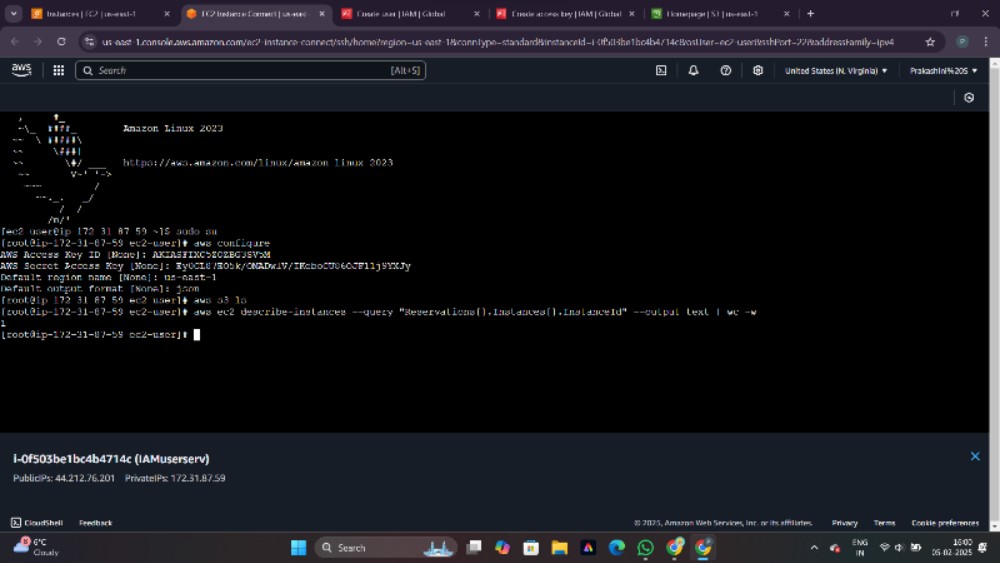 Instances | EC2 | us-east-1
EC2 Instance Connect | us-eas
Create user | IAM | Global
Create access key | IAM | Global
Homepage | S3 | us-east-1
us-east-1.console.aws.amazon.com/ec2-instance-connect/ssh/home?region=us-east-1&connType=standard&instanceId=i-0f503be1bc4b4714c&osUser=ec2-user&sshPort=22&addressFamily=ipv4
aws
Search [Alt+S]
United States (N. Virginia)
Prakashini%20S
Amazon Linux 2023
https://aws.amazon.com/linux/amazon-linux-2023
[ec2-user@ip-172-31-87-59 ~]$ sudo su
[root@ip-172-31-87-59 ec2-user]# aws configure
AWS Access Key ID [None]:
AWS Secret Access Key [None]:
Default region name [None]: us-east-1
Default output format [None]: json
[root@ip-172-31-87-59 ec2-user]# aws s3 ls
[root@ip-172-31-87-59 ec2-user]# aws ec2 describe-instances --query "Reservations[].Instances[].InstanceId" --output text | wc -w
1
[root@ip-172-31-87-59 ec2-user]#
i-0f503be1bc4b4714c (IAMuserserv)
PublicIPs: 44.212.76.201 PrivateIPs: 172.31.87.59
CloudShell Feedback
© 2025, Amazon Web Services, Inc. or its affiliates. Privacy Terms Cookie preferences
6°C
Cloudy
Search
ENG
IN
16:00
05-02-2025